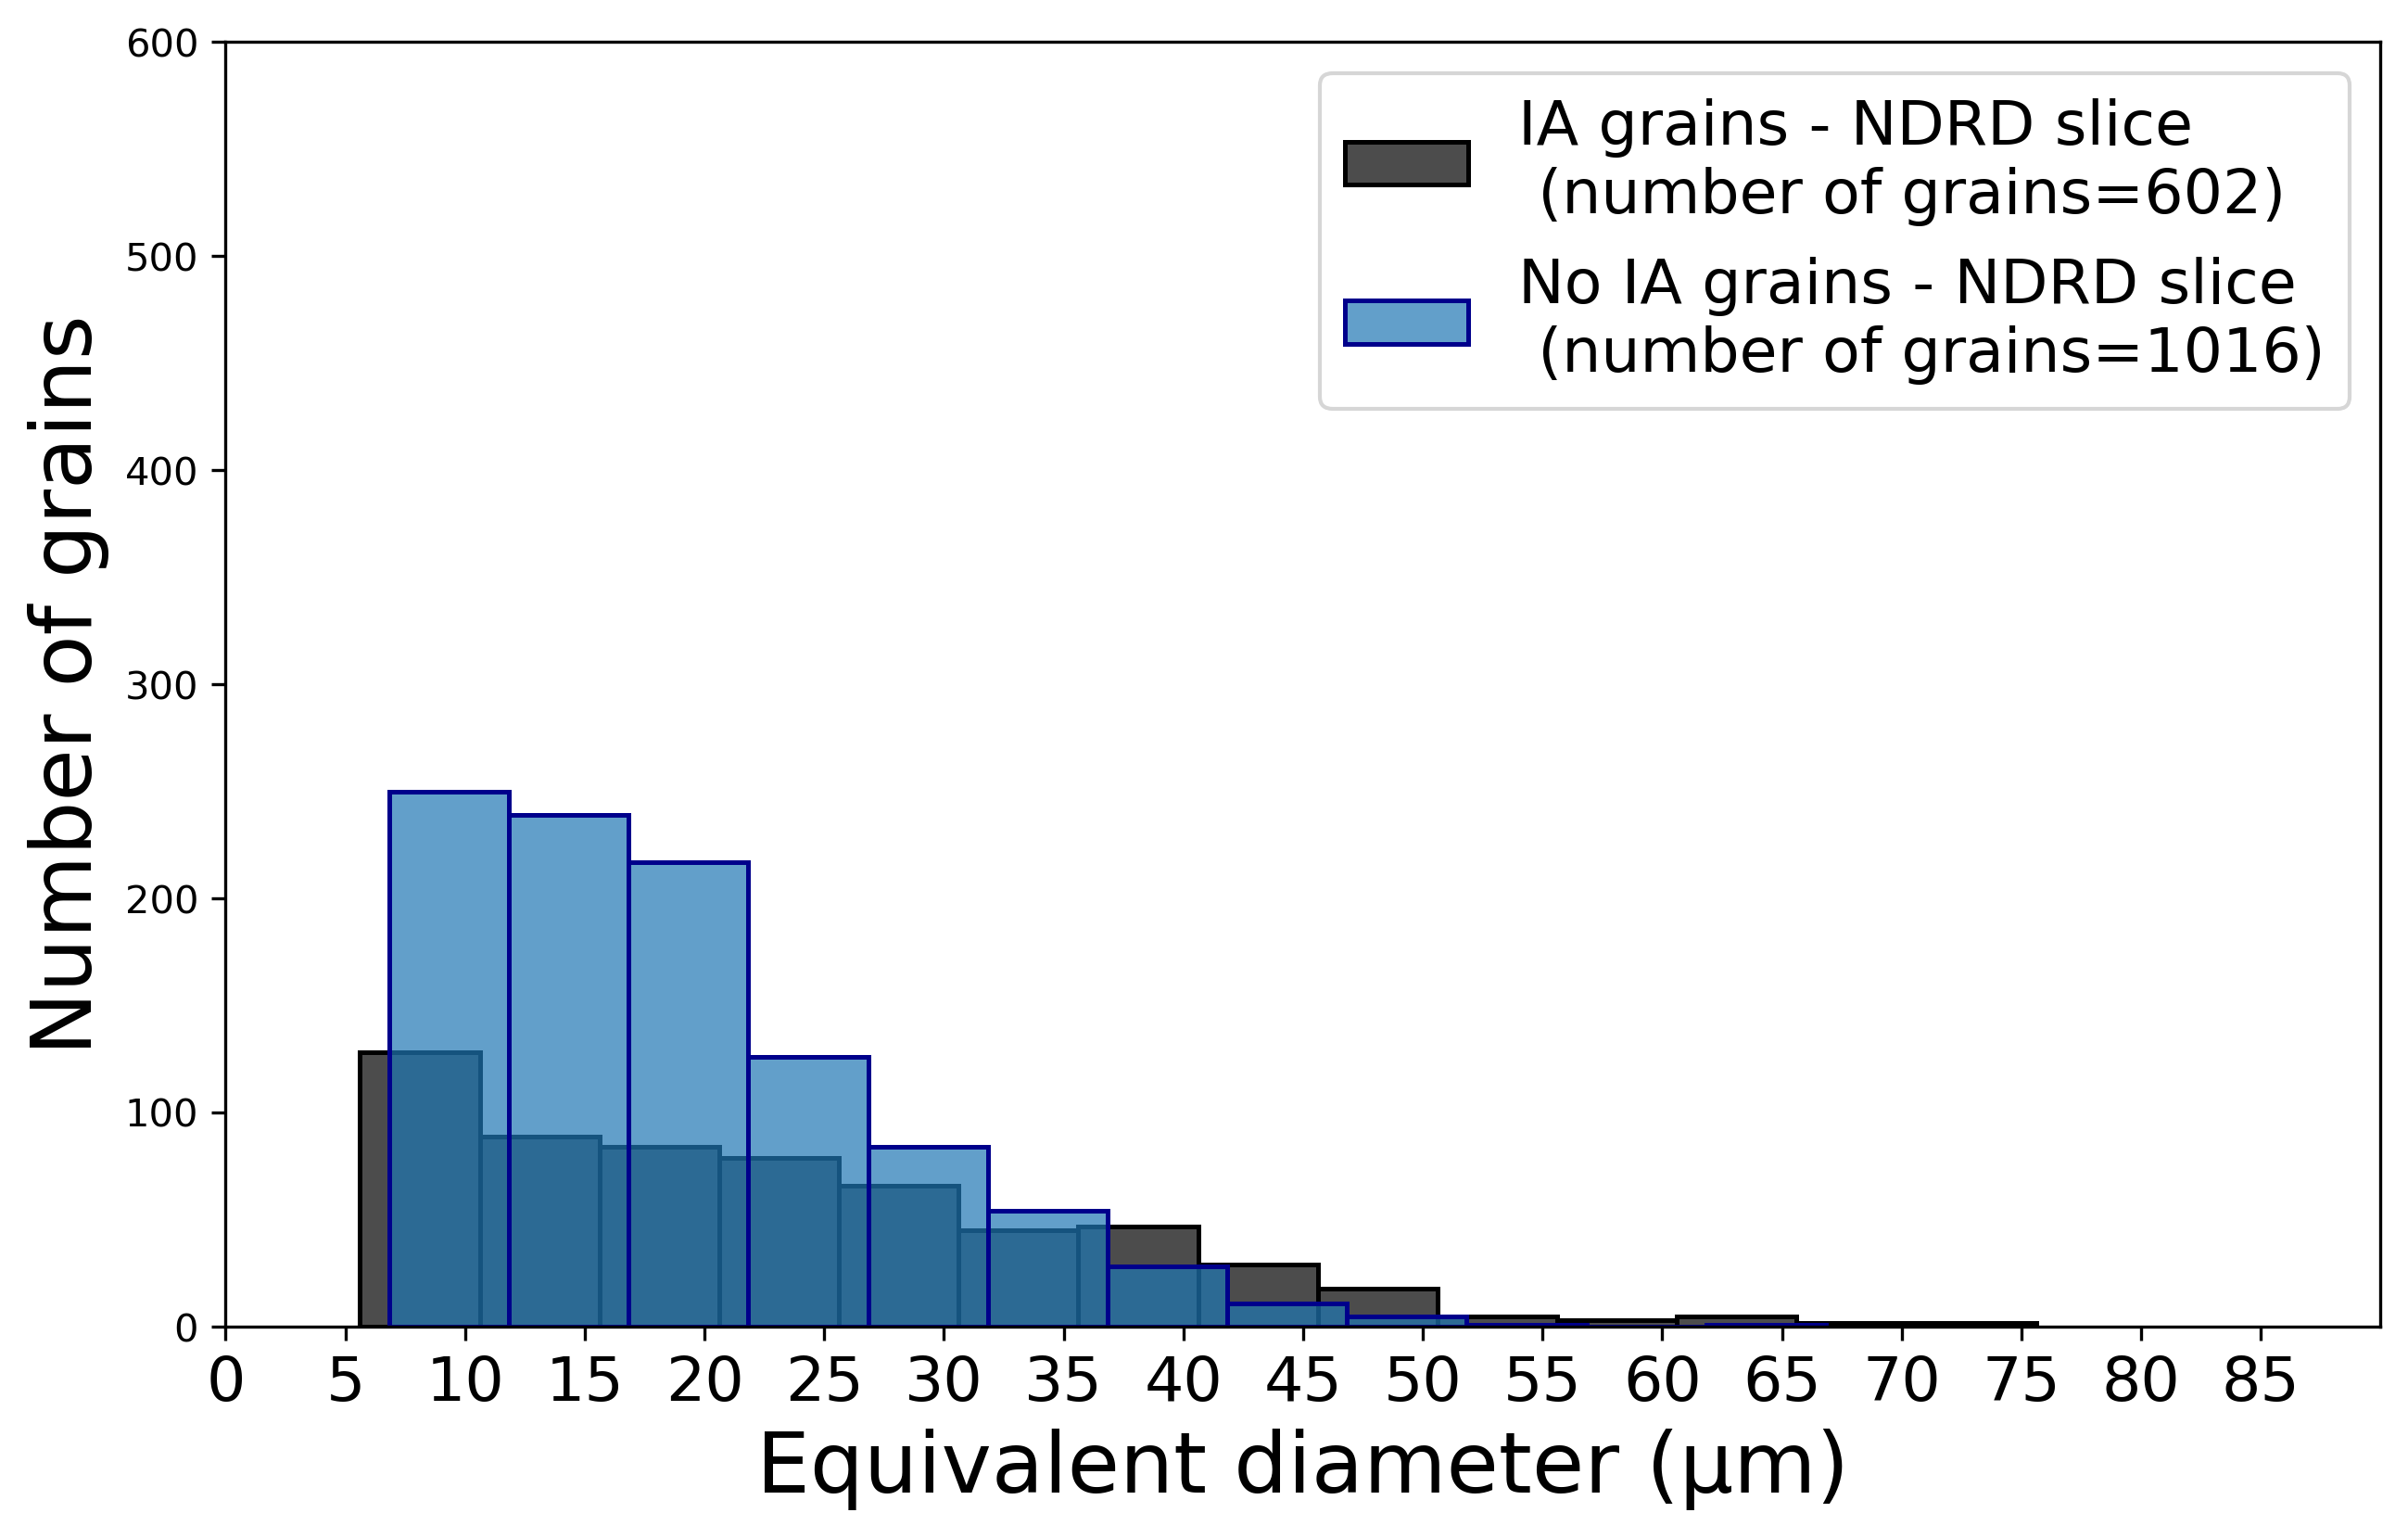 600
500
400
300
200
100
0
Number of grains
IA grains - NDRD slice
(number of grains=602)
No IA grains - NDRD slice
(number of grains=1016)
0 5 10 15 20 25 30 35 40 45 50 55 60 65 70 75 80 85
Equivalent diameter (µm)